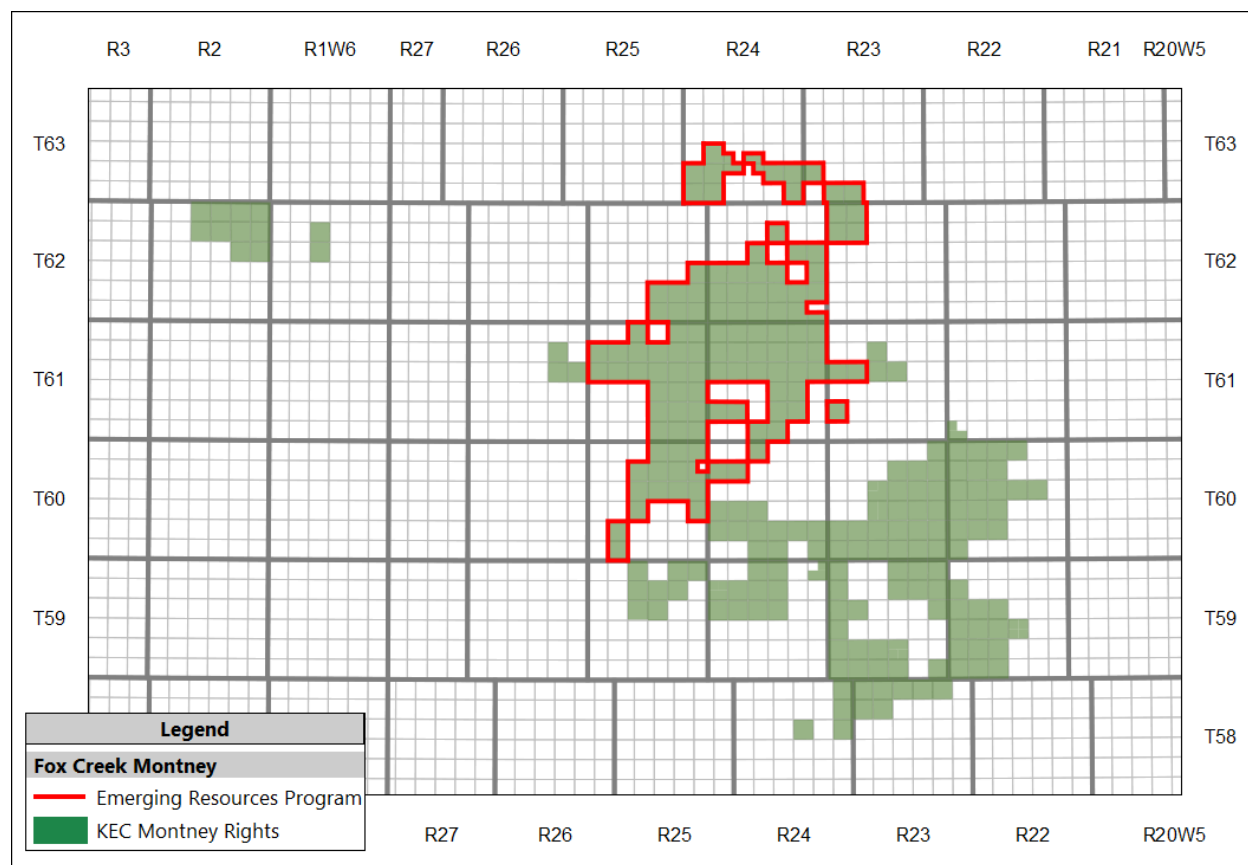 R3 R2 R1W6 R27 R26 R25 R24 R23 R22 R21 R20W5
T63 T63
T62 T62
T61 T61
T60 T60
T59 T59
T58
Legend
Fox Creek Montney
Emerging Resources Program
KEC Montney Rights
R27 R26 R25 R24 R23 R22 R20W5